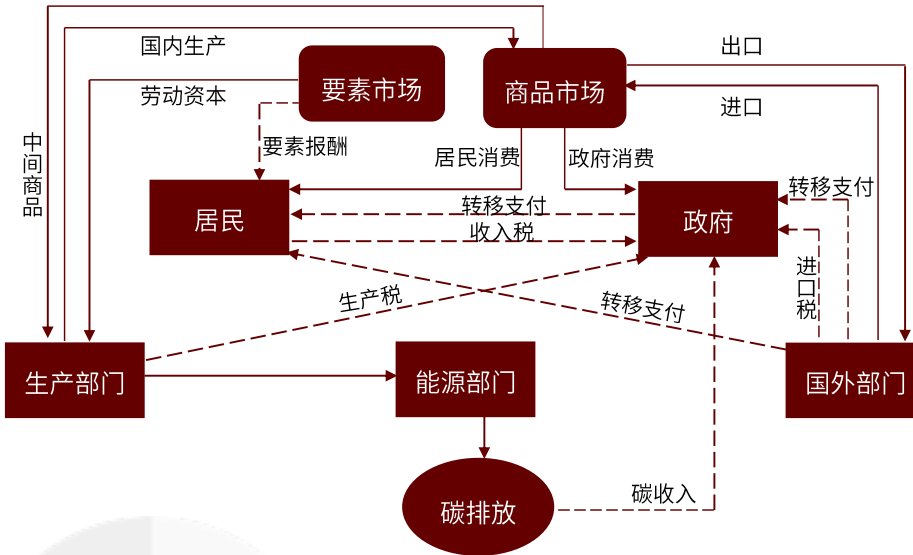 国内生产
出口
要素市场
商品市场
劳动资本
进口
中间商品
要素报酬
居民消费
政府消费
转移支付
居民
转移支付
政府
收入税
进口税
生产税
转移支付
生产部门
能源部门
国外部门
碳排放
碳收入